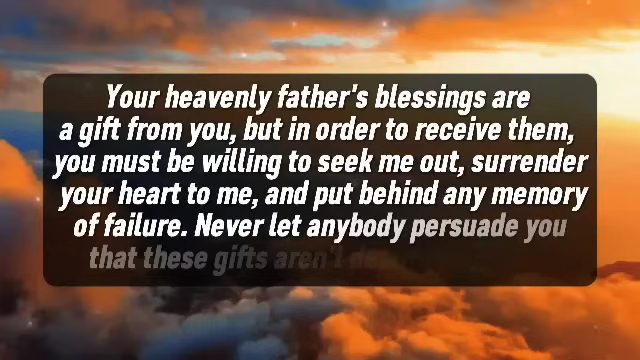 Your heavenly father's blessings are
a gift from you, but in order to receive them,
you must be willing to seek me out, surrender
your heart to me, and put behind any memory
of failure. Never let anybody persuade you
that these gifts aren't